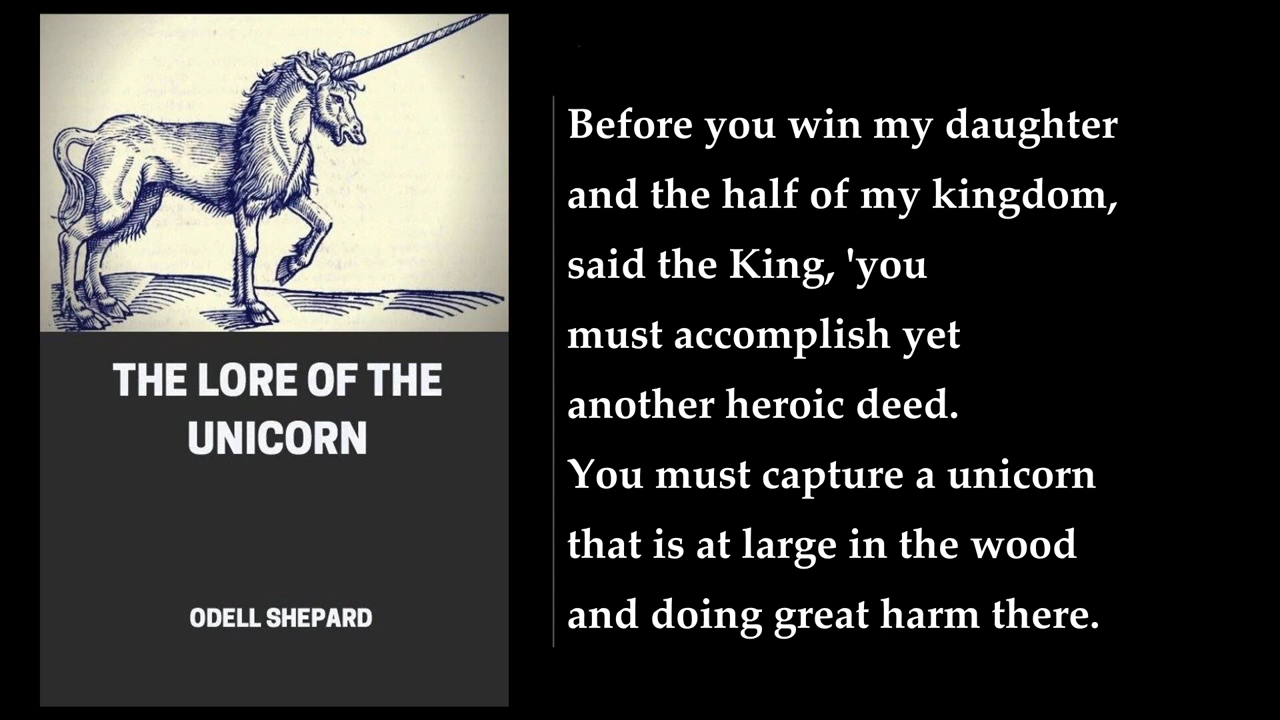 THE LORE OF THE
UNICORN
ODELL SHEPARD
Before you win my daughter
and the half of my kingdom,
said the King, 'you
must accomplish yet
another heroic deed.
You must capture a unicorn
that is at large in the wood
and doing great harm there.